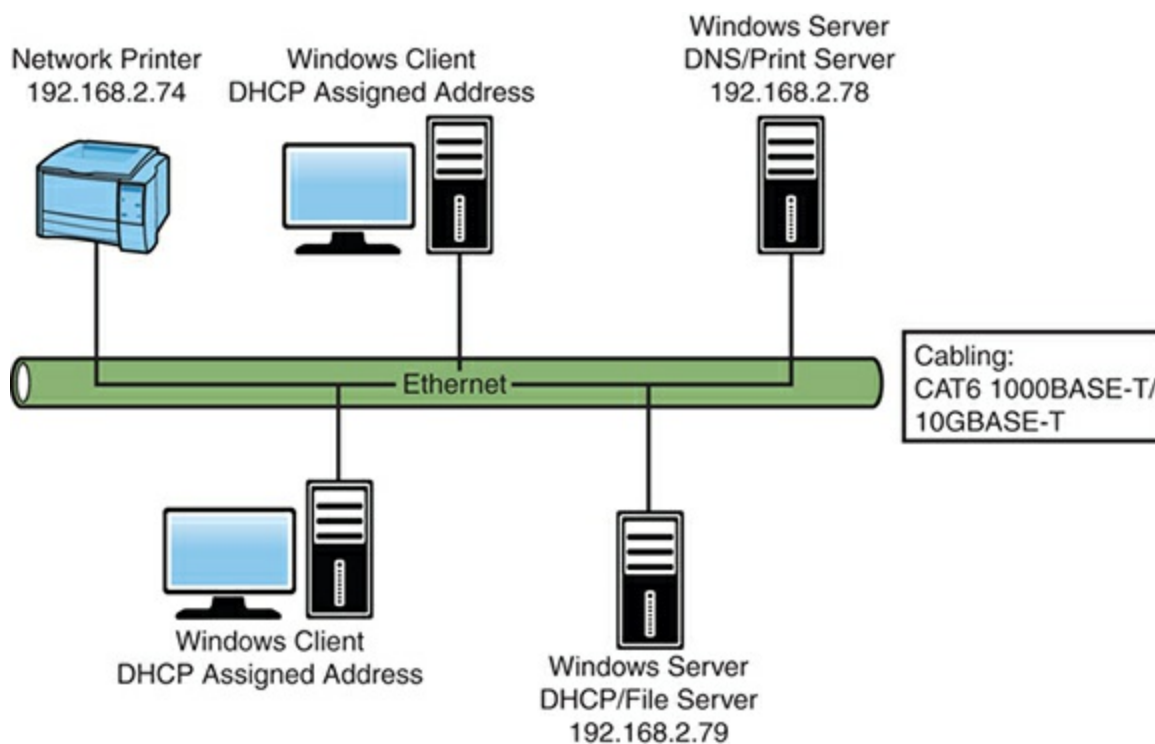 Network Printer
192.168.2.74
Windows Client
DHCP Assigned Address
Windows Server
DNS/Print Server
192.168.2.78
Ethernet
Cabling:
CAT6 1000BASE-T/
10GBASE-T
Windows Client
DHCP Assigned Address
Windows Server
DHCP/File Server
192.168.2.79